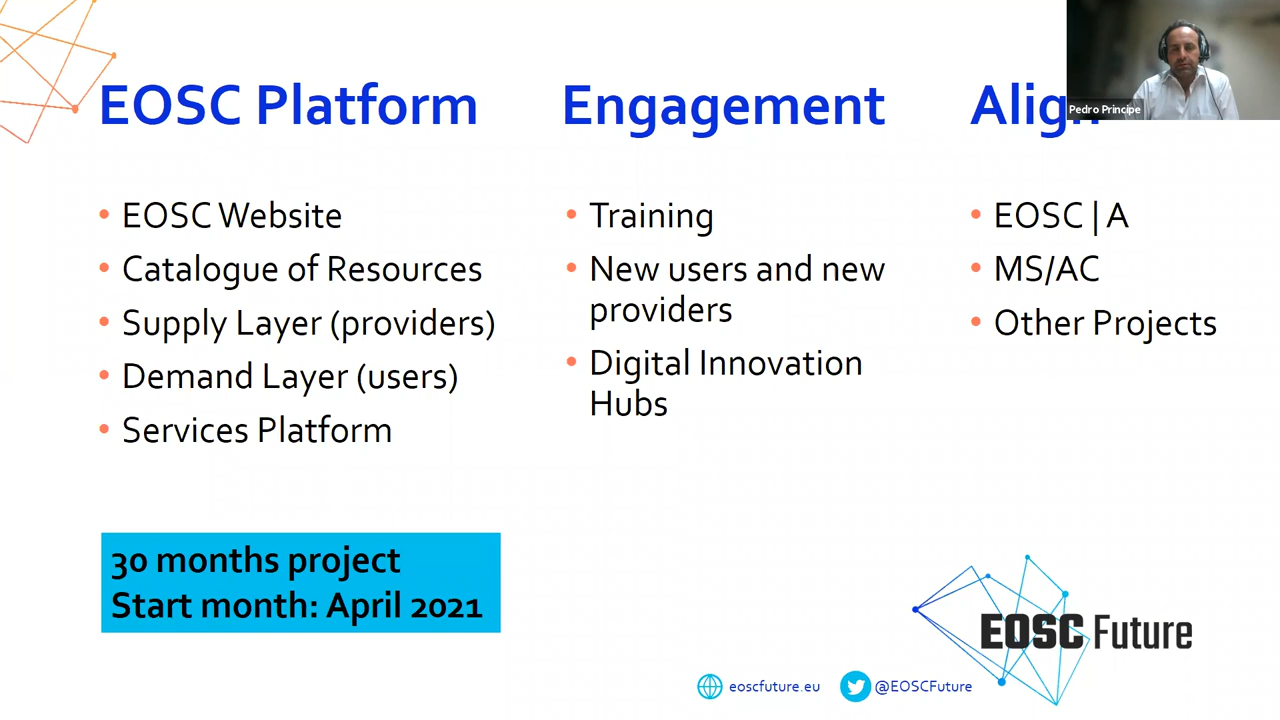 Pedro Principe
EOSC Platform
Engagement
Align
EOSC Website
Catalogue of Resources
Supply Layer (providers)
Demand Layer (users)
Services Platform
Training
New users and new
providers
Digital Innovation
Hubs
EOSC | A
MS/AC
Other Projects
30 months project
Start month: April 2021
EOSC Future
eoscfuture.eu
@EOSCFuture